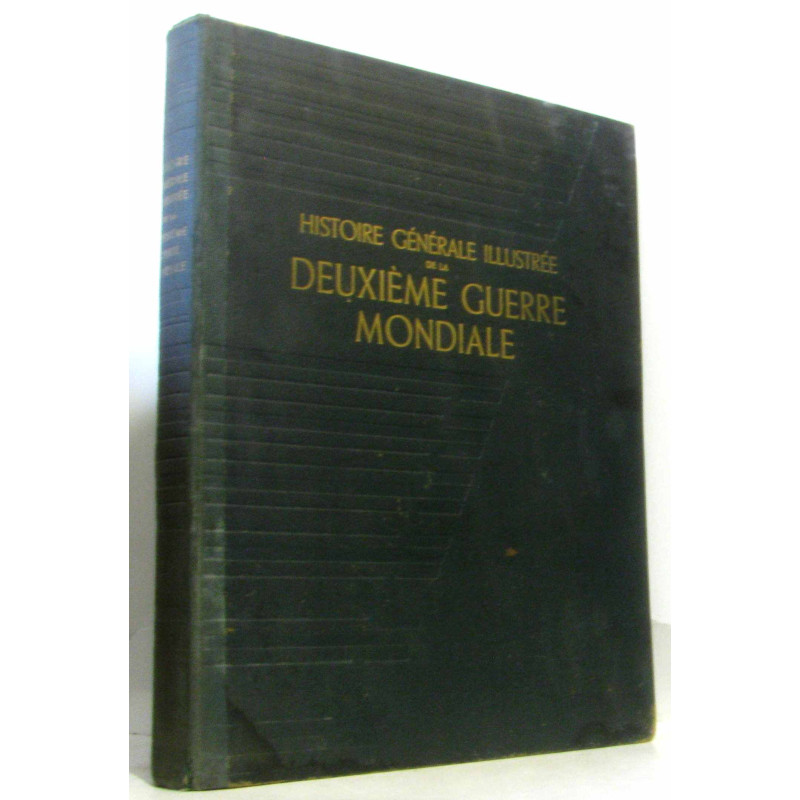 HISTOIRE GÉNÉRALE ILLUSTRÉE
DE LA
DEUXIÈME GUERRE
MONDIALE